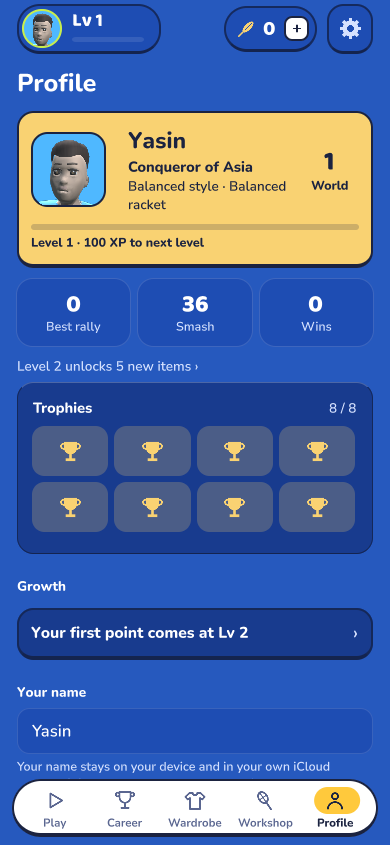 Lv 1
0
+
Profile
Yasin
Conqueror of Asia
Balanced style · Balanced
racket
1
World
Level 1 · 100 XP to next level
0
Best rally
36
Smash
0
Wins
Level 2 unlocks 5 new items ›
Trophies
8 / 8
Growth
Your first point comes at Lv 2 ›
Your name
Yasin
Your name stays on your device and in your own iCloud
Play
Career
Wardrobe
Workshop
Profile